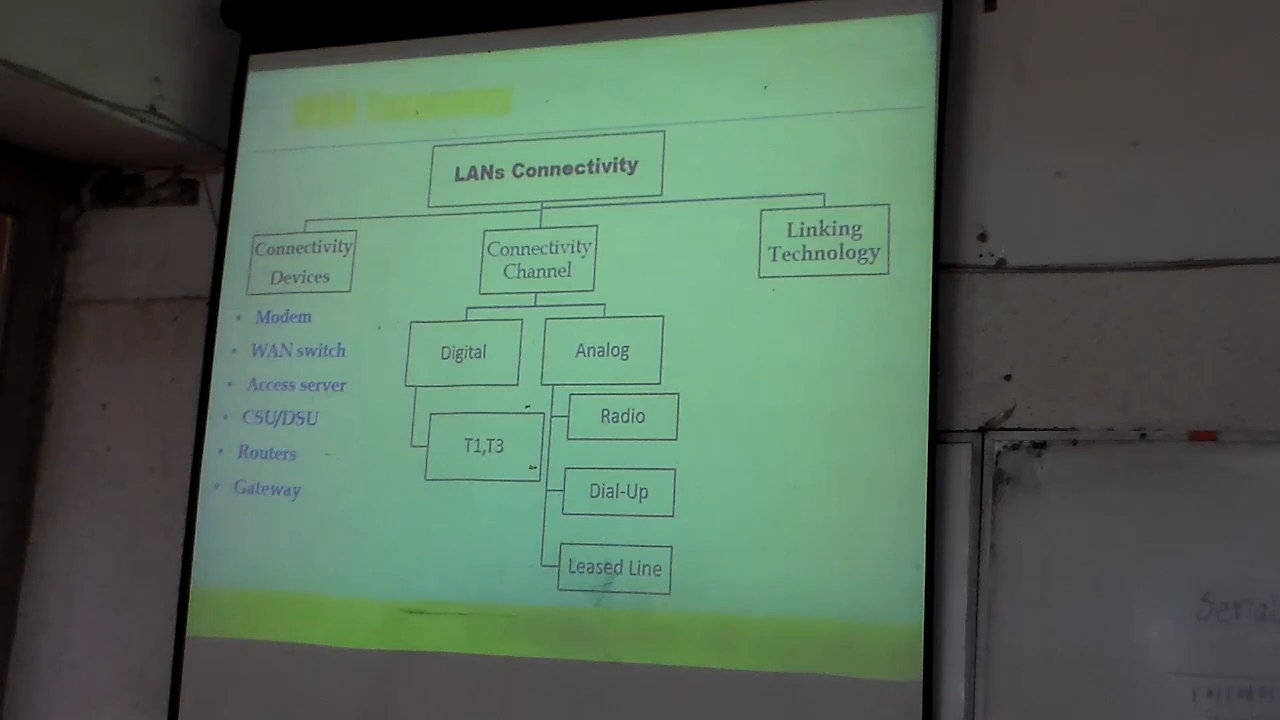 LANs Connectivity
Connectivity
Devices
Connectivity
Channel
Linking
Technology
• Modem
• WAN switch
• Access server
• CSU/DSU
• Routers
• Gateway
Digital
Analog
T1,T3
Radio
Dial-Up
Leased Line